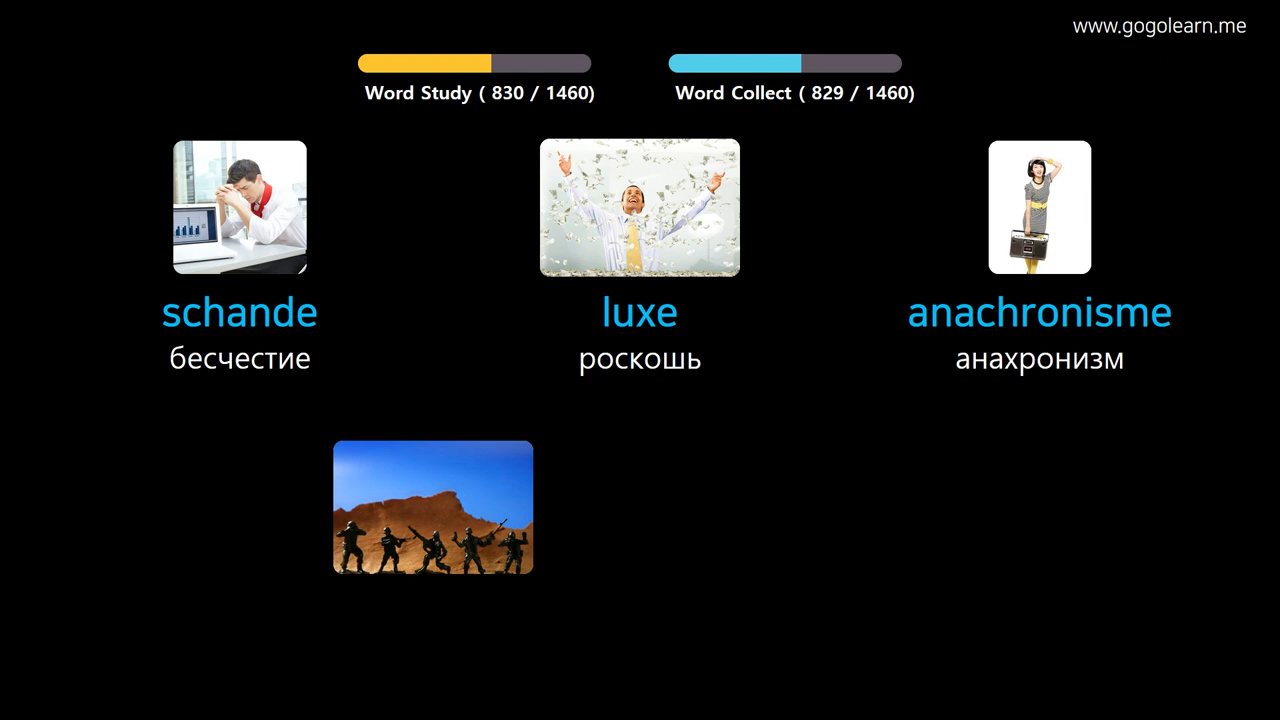 www.gogolearn.me
Word Study ( 830 / 1460)
Word Collect ( 829 / 1460)
schande
luxe
anachronisme
бесчестие
роскошь
анахронизм